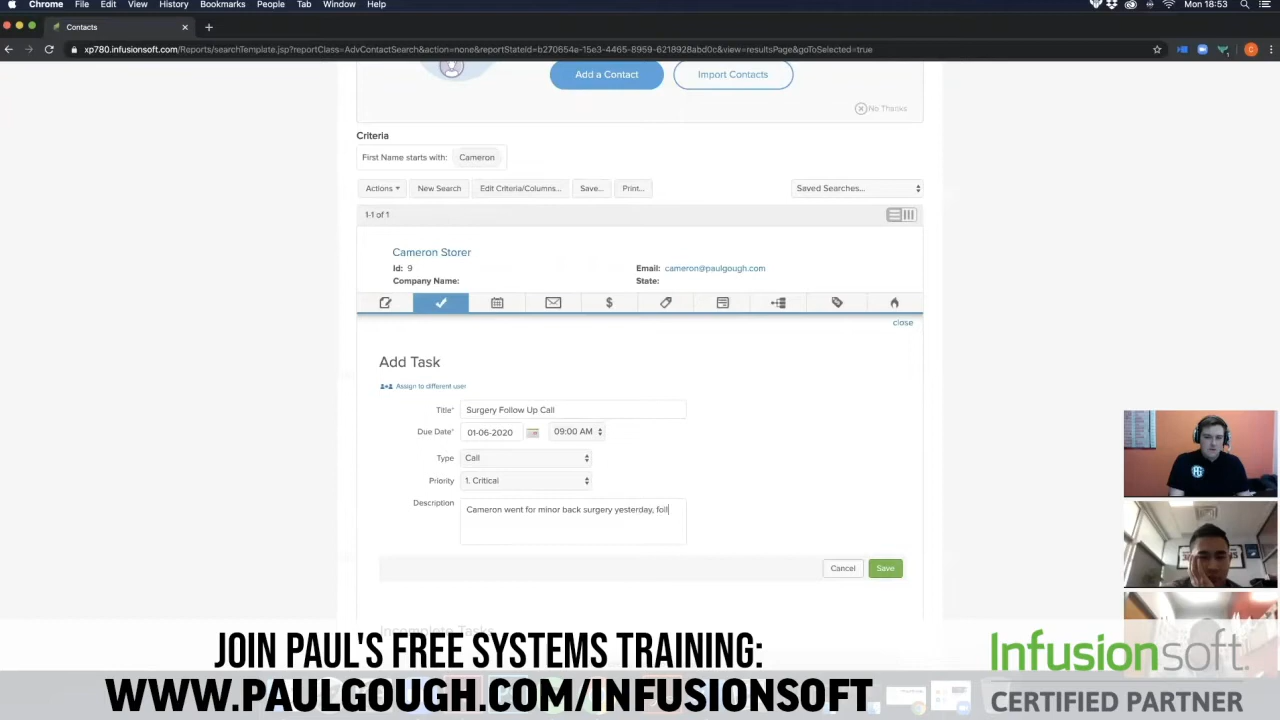 Chrome File Edit View History Bookmarks People Tab Window Help Mon 18:53
Contacts
xp780.infusionsoft.com/Reports/searchTemplate.jsp?reportClass=AdvContactSearch&action=none&reportStateId=b270654e-15e3-4465-8959-6218928abd0c&view=resultsPage&goToSelected=true
Add a Contact Import Contacts
No Thanks
Criteria
First Name starts with: Cameron
Actions New Search Edit Criteria/Columns... Save... Print... Saved Searches...
1-1 of 1
Cameron Storer
Id: 9 Email: cameron@paulgough.com
Company Name: State:
close
Add Task
Assign to different user
Title* Surgery Follow Up Call
Due Date* 01-06-2020 09:00 AM
Type Call
Priority 1. Critical
Description Cameron went for minor back surgery yesterday, foll
Cancel Save
Incomplete Tasks
JOIN PAUL'S FREE SYSTEMS TRAINING:
WWW.PAULGOUGH.COM/INFUSIONSOFT
Infusionsoft.
CERTIFIED PARTNER